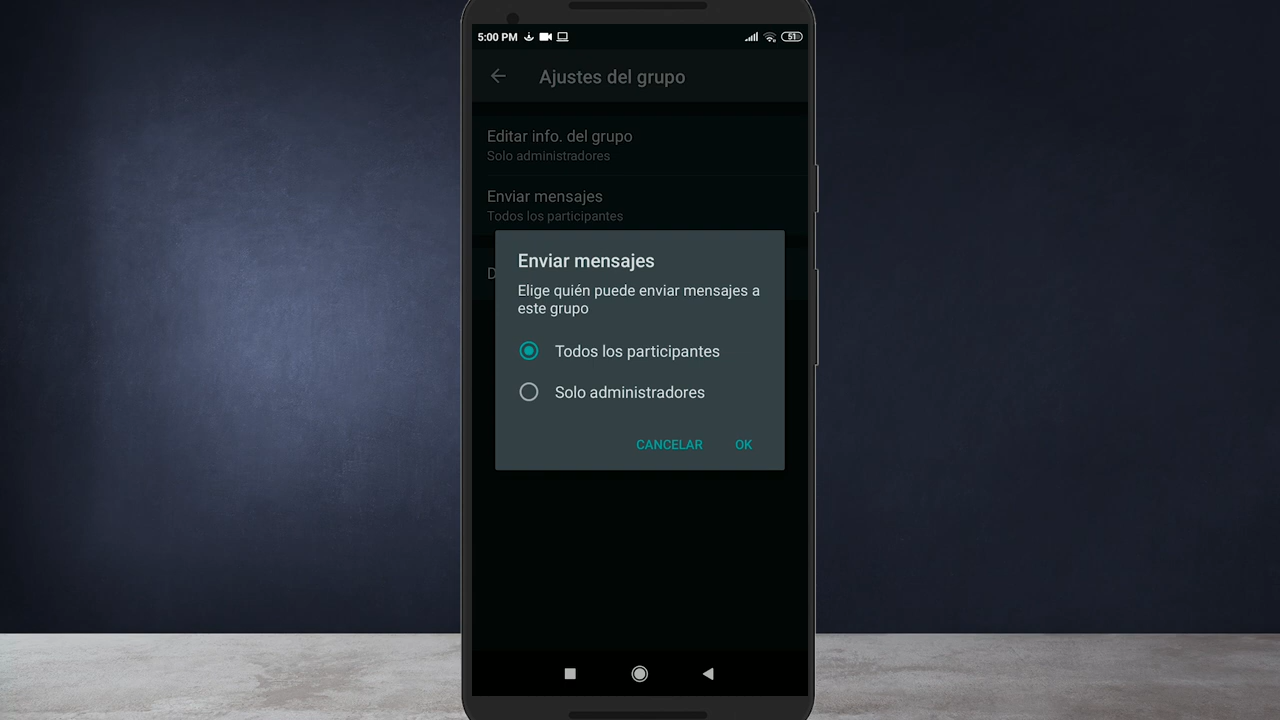 5:00 PM
51
Ajustes del grupo
Editar info. del grupo
Solo administradores
Enviar mensajes
Todos los participantes
D
Enviar mensajes
Elige quién puede enviar mensajes a
este grupo
Todos los participantes
Solo administradores
CANCELAR OK